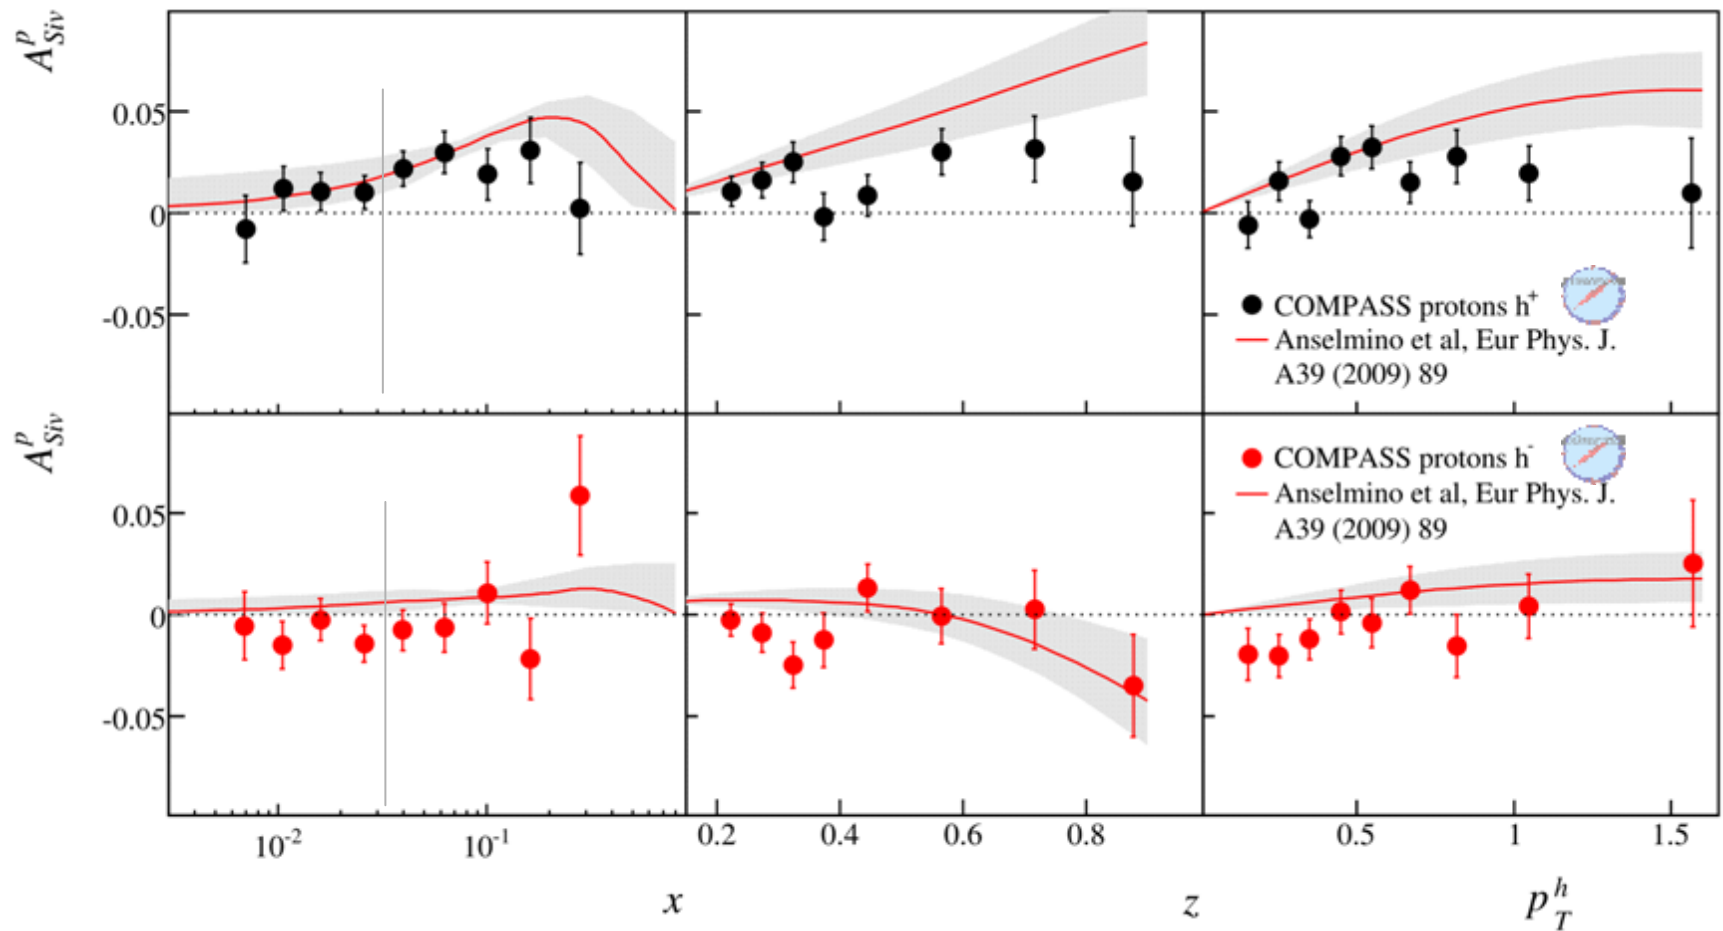 A^p_Siv
0.05
0
-0.05
COMPASS protons h^+
Anselmino et al, Eur Phys. J.
A39 (2009) 89
A^p_Siv
0.05
0
-0.05
COMPASS protons h^-
Anselmino et al, Eur Phys. J.
A39 (2009) 89
10^-2 10^-1 0.2 0.4 0.6 0.8 0.5 1 1.5
x z p^h_T